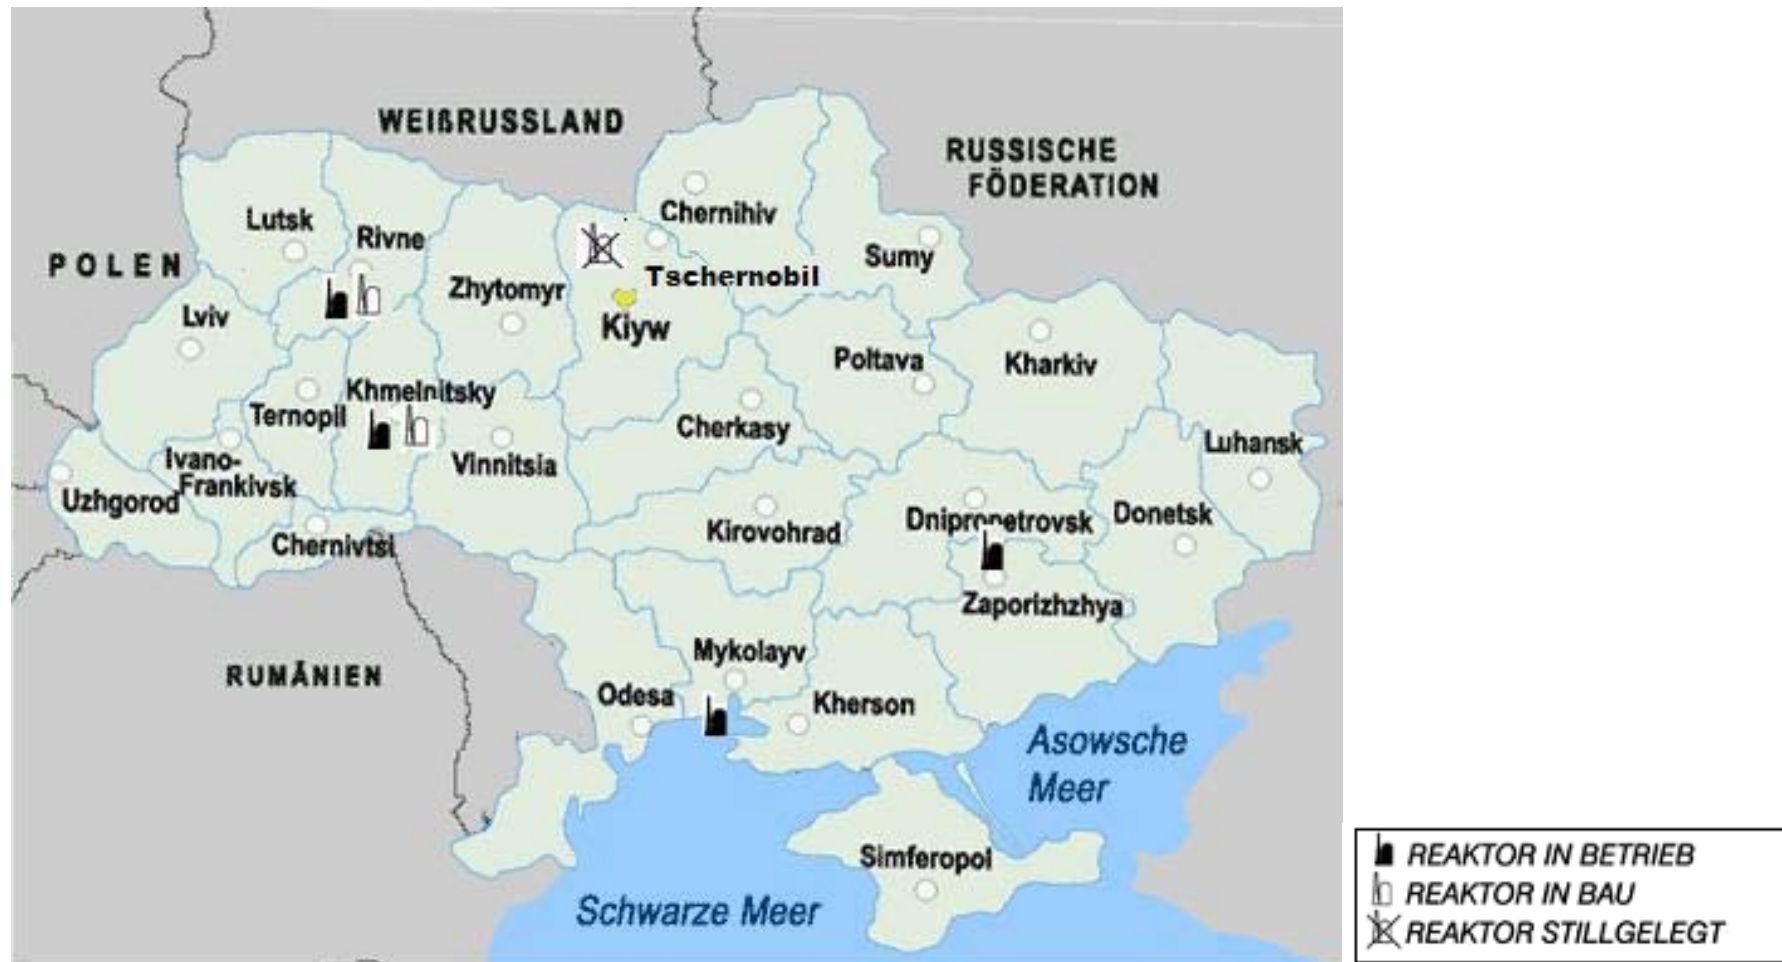 WEIßRUSSLAND
RUSSISCHE
FÖDERATION
POLEN
Lutsk
Rivne
Chernihiv
Sumy
Zhytomyr
Tschernobil
Lviv
Kiyw
Poltava
Kharkiv
Khmelnitsky
Ternopil
Cherkasy
Luhansk
Ivano-
Frankivsk
Vinnitsia
Uzhgorod
Chernivtsi
Kirovohrad
Dnipropetrovsk
Donetsk
Zaporizhzhya
RUMÄNIEN
Mykolayv
Odesa
Kherson
Asowsche
Meer
Simferopol
Schwarze Meer
REAKTOR IN BETRIEB
REAKTOR IN BAU
REAKTOR STILLGELEGT